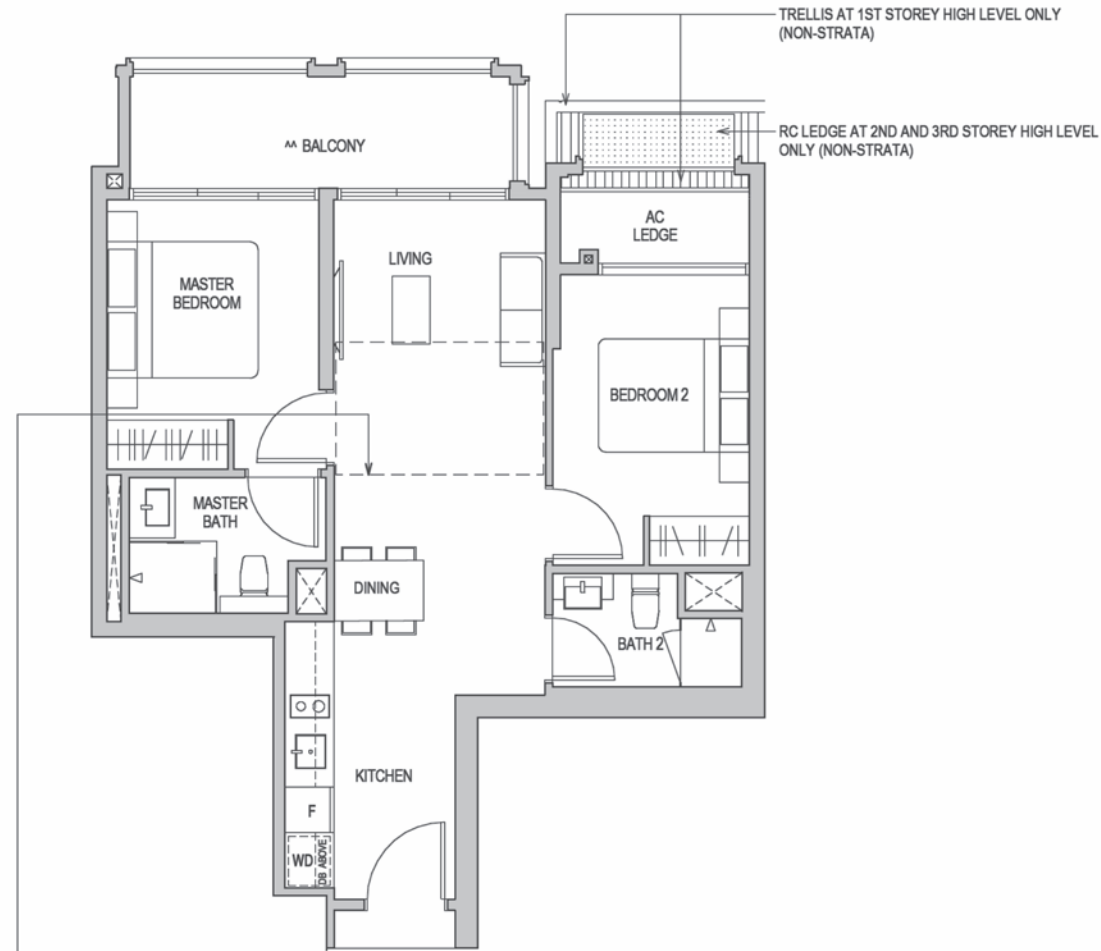 TRELLIS AT 1ST STOREY HIGH LEVEL ONLY
(NON-STRATA)
RC LEDGE AT 2ND AND 3RD STOREY HIGH LEVEL
ONLY (NON-STRATA)
^^ BALCONY
AC
LEDGE
LIVING
MASTER
BEDROOM
BEDROOM 2
MASTER
BATH
DINING
BATH 2
KITCHEN
F
WD
DB ABOVE